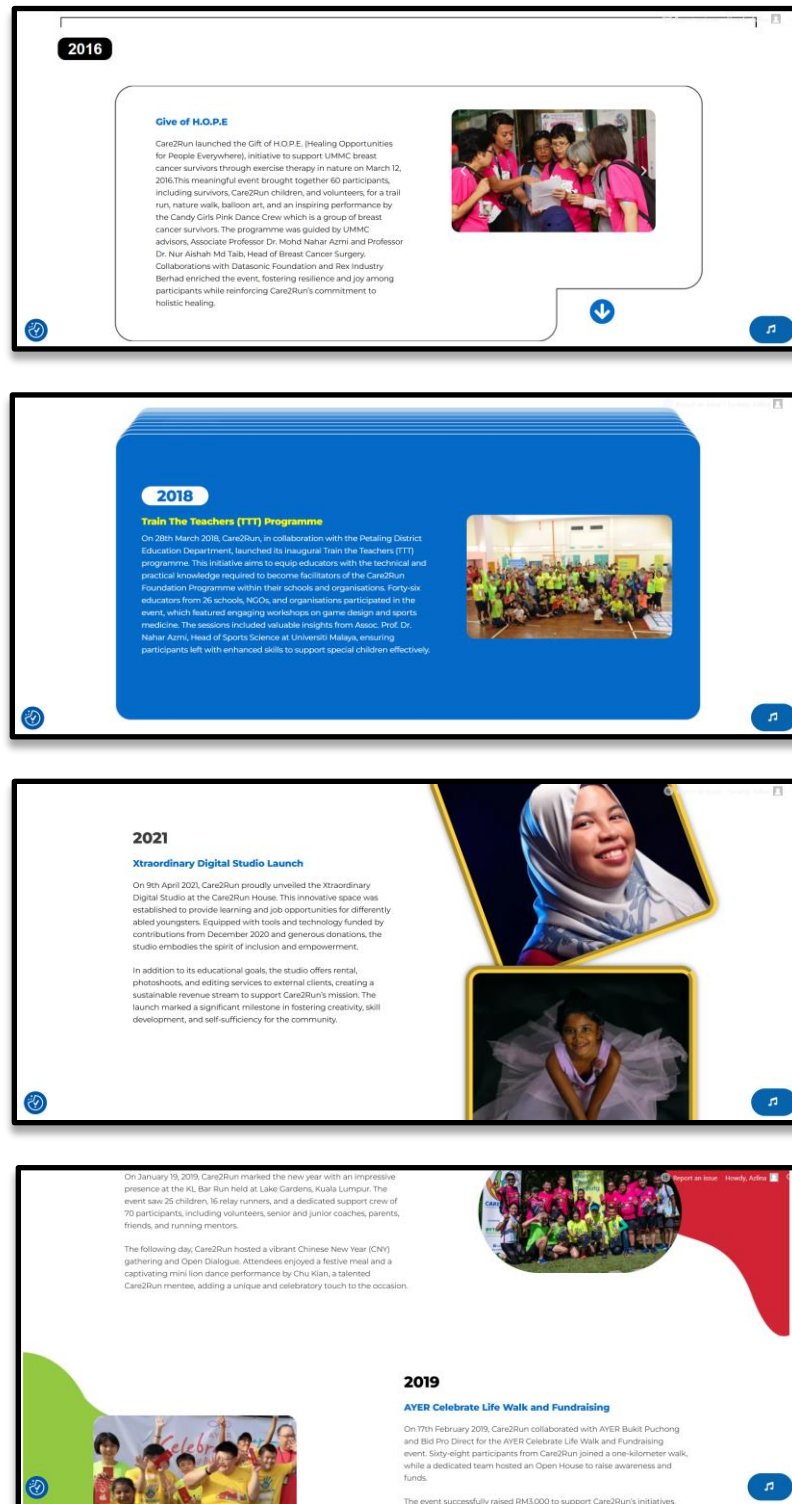 2016
Give of H.O.P.E
Care2Run launched the Gift of H.O.P.E. (Healing Opportunities
for People Everywhere), initiative to support UMMC breast
cancer survivors through exercise therapy in nature on March 12,
2016.This meaningful event brought together 60 participants,
including survivors, Care2Run children, and volunteers, for a trail
run, nature walk, balloon art, and an inspiring performance by
the Candy Girls Pink Dance Crew which is a group of breast
cancer survivors. The programme was guided by UMMC
advisors, Associate Professor Dr. Mohd Nahar Azmi and Professor
Dr. Nur Aishah Md Taib, Head of Breast Cancer Surgery.
Collaborations with Datasonic Foundation and Rex Industry
Berhad enriched the event, fostering resilience and joy among
participants while reinforcing Care2Run's commitment to
holistic healing.
2018
Train The Teachers (TTT) Programme
On 28th March 2018, Care2Run, in collaboration with the Petaling District
Education Department, launched its inaugural Train the Teachers (TTT)
programme. This initiative aims to equip educators with the technical and
practical knowledge required to become facilitators of the Care2Run
Foundation Programme within their schools and organisations. Forty-six
educators from 26 schools, NGOs, and organisations participated in the
event, which featured engaging workshops on game design and sports
medicine. The sessions included valuable insights from Assoc. Prof. Dr.
Nahar Azmi, Head of Sports Science at Universiti Malaya, ensuring
participants left with enhanced skills to support special children effectively.
2021
Xtraordinary Digital Studio Launch
On 9th April 2021, Care2Run proudly unveiled the Xtraordinary
Digital Studio at the Care2Run House. This innovative space was
established to provide learning and job opportunities for differently
abled youngsters. Equipped with tools and technology funded by
contributions from December 2020 and generous donations, the
studio embodies the spirit of inclusion and empowerment.
In addition to its educational goals, the studio offers rental,
photoshoots, and editing services to external clients, creating a
sustainable revenue stream to support Care2Run's mission. The
launch marked a significant milestone in fostering creativity, skill
development, and self-sufficiency for the community.
Report an issue Howdy, Azlina
On January 19, 2019, Care2Run marked the new year with an impressive
presence at the KL Bar Run held at Lake Gardens, Kuala Lumpur. The
event saw 25 children, 16 relay runners, and a dedicated support crew of
70 participants, including volunteers, senior and junior coaches, parents,
friends, and running mentors.
The following day, Care2Run hosted a vibrant Chinese New Year (CNY)
gathering and Open Dialogue. Attendees enjoyed a festive meal and a
captivating mini lion dance performance by Chu Kian, a talented
Care2Run mentee, adding a unique and celebratory touch to the occasion.
2019
AYER Celebrate Life Walk and Fundraising
On 17th February 2019, Care2Run collaborated with AYER Bukit Puchong
and Bid Pro Direct for the AYER Celebrate Life Walk and Fundraising
event. Sixty-eight participants from Care2Run joined a one-kilometer walk,
while a dedicated team hosted an Open House to raise awareness and
funds.
The event successfully raised RM3,000 to support Care2Run's initiatives.